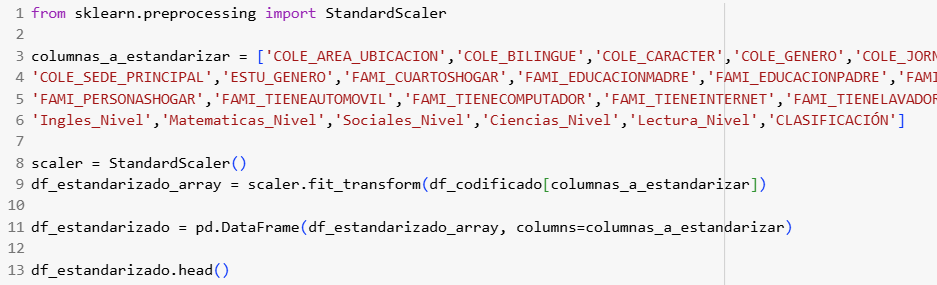 1 from sklearn.preprocessing import StandardScaler
2
3 columnas_a_estandarizar = ['COLE_AREA_UBICACION','COLE_BILINGUE','COLE_CARACTER','COLE_GENERO','COLE_JORN
4 'COLE_SEDE_PRINCIPAL','ESTU_GENERO','FAMI_CUARTOSHOGAR','FAMI_EDUCACIONMADRE','FAMI_EDUCACIONPADRE','FAMI
5 'FAMI_PERSONASHOGAR','FAMI_TIENEAUTOMOVIL','FAMI_TIENECOMPUTADOR','FAMI_TIENEINTERNET','FAMI_TIENELAVADOR
6 'Ingles_Nivel','Matematicas_Nivel','Sociales_Nivel','Ciencias_Nivel','Lectura_Nivel','CLASIFICACIÓN']
7
8 scaler = StandardScaler()
9 df_estandarizado_array = scaler.fit_transform(df_codificado[columnas_a_estandarizar])
10
11 df_estandarizado = pd.DataFrame(df_estandarizado_array, columns=columnas_a_estandarizar)
12
13 df_estandarizado.head()